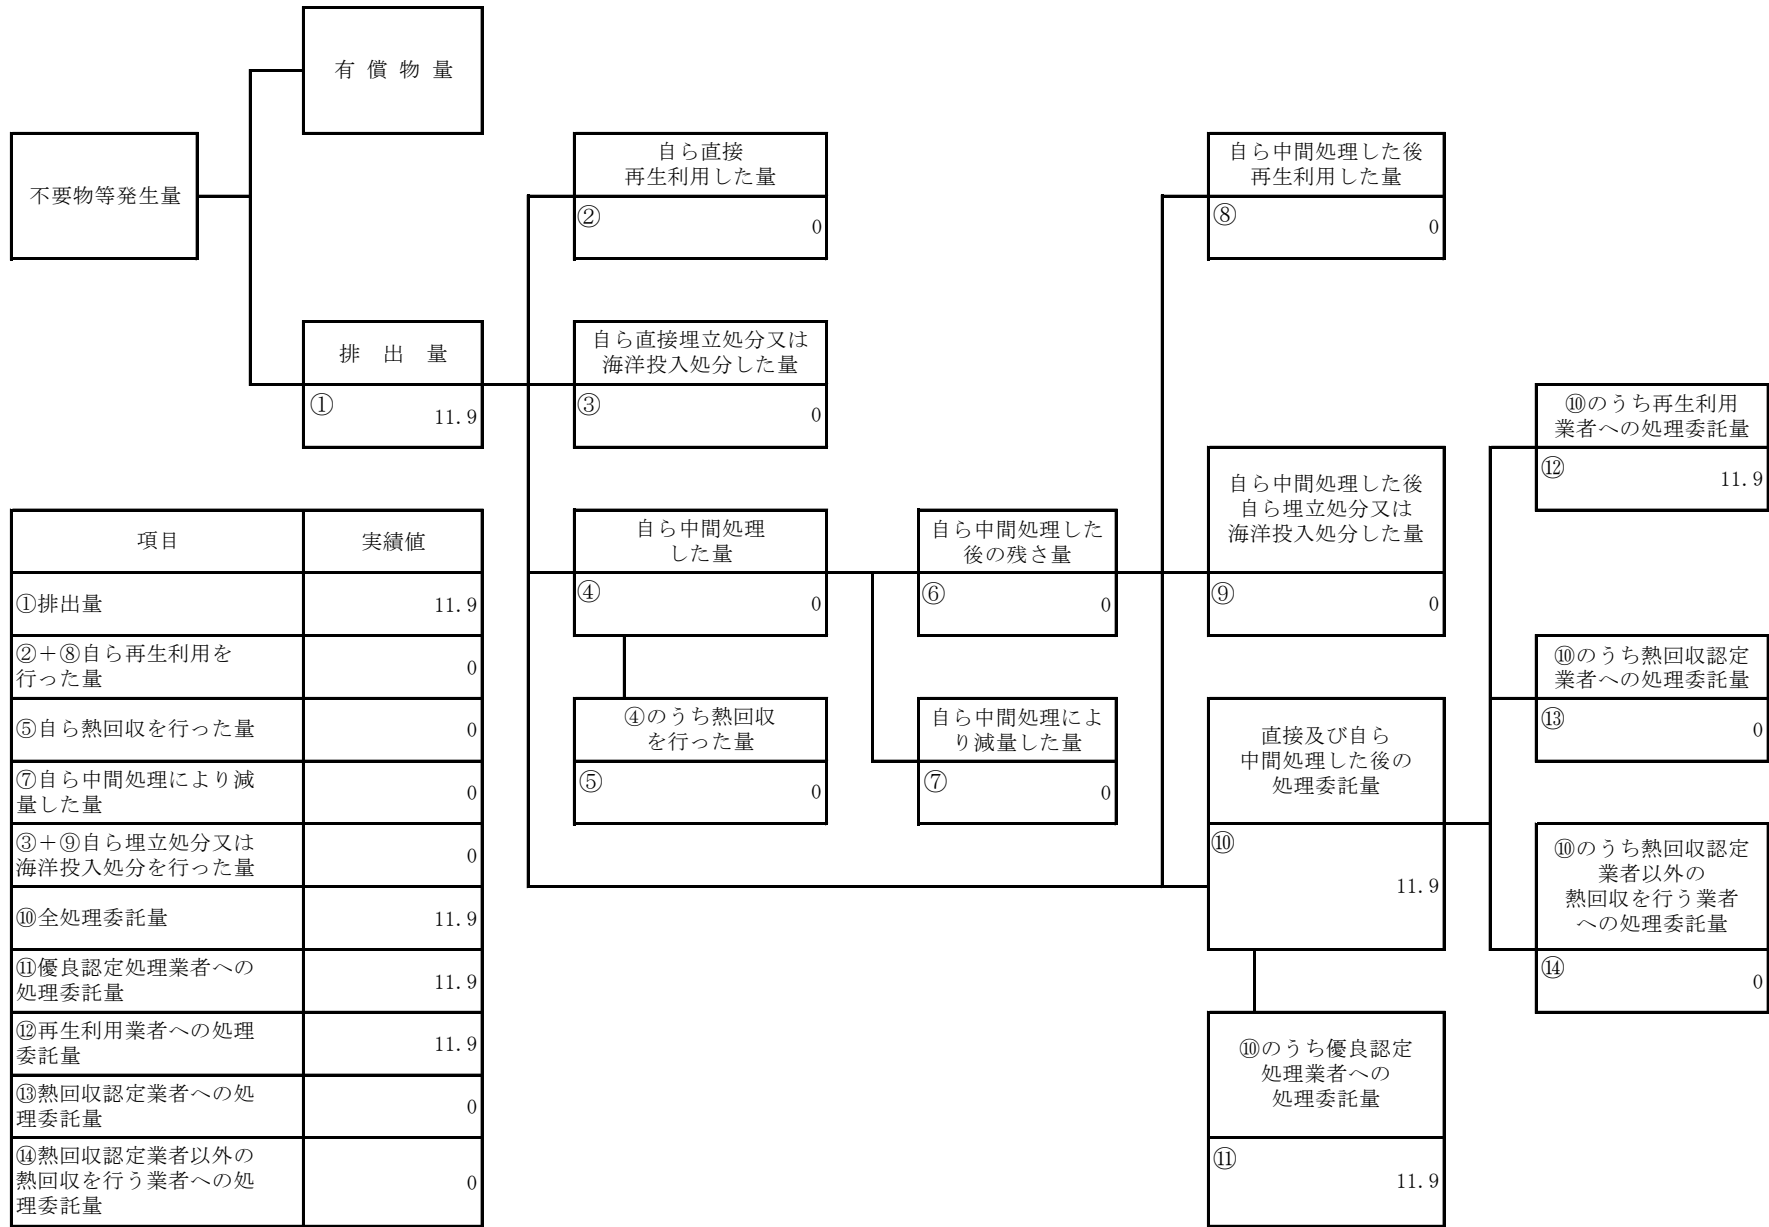 有 償 物 量
不要物等発生量
自ら直接
再生利用した量
②
0
自ら中間処理した後
再生利用した量
⑧
0
排 出 量
①
11.9
自ら直接埋立処分又は
海洋投入処分した量
③
0
⑩のうち再生利用
業者への処理委託量
⑫
11.9
自ら中間処理
した量
④
0
自ら中間処理した
後の残さ量
⑥
0
自ら中間処理した後
自ら埋立処分又は
海洋投入処分した量
⑨
0
⑩のうち熱回収認定
業者への処理委託量
⑬
0
④のうち熱回収
を行った量
⑤
0
自ら中間処理によ
り減量した量
⑦
0
直接及び自ら
中間処理した後の
処理委託量
⑩
11.9
⑩のうち熱回収認定
業者以外の
熱回収を行う業者
への処理委託量
⑭
0
⑩のうち優良認定
処理業者への
処理委託量
⑪
11.9
項目 実績値
①排出量 11.9
②+⑧自ら再生利用を
行った量 0
⑤自ら熱回収を行った量 0
⑦自ら中間処理により減
量した量 0
③+⑨自ら埋立処分又は
海洋投入処分を行った量 0
⑩全処理委託量 11.9
⑪優良認定処理業者への
処理委託量 11.9
⑫再生利用業者への処理
委託量 11.9
⑬熱回収認定業者への処
理委託量 0
⑭熱回収認定業者以外の
熱回収を行う業者への処
理委託量 0